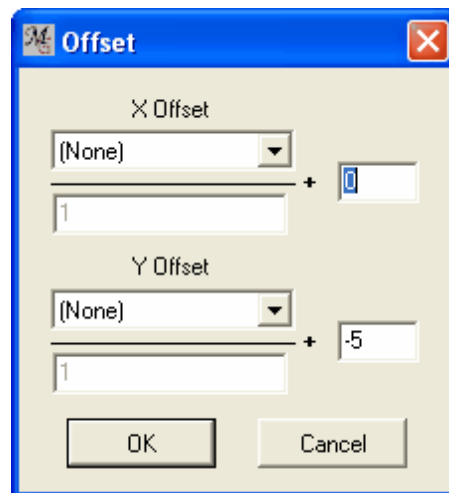 Offset
X Offset
(None)
+ 0
1
Y Offset
(None)
+ -5
1
OK Cancel